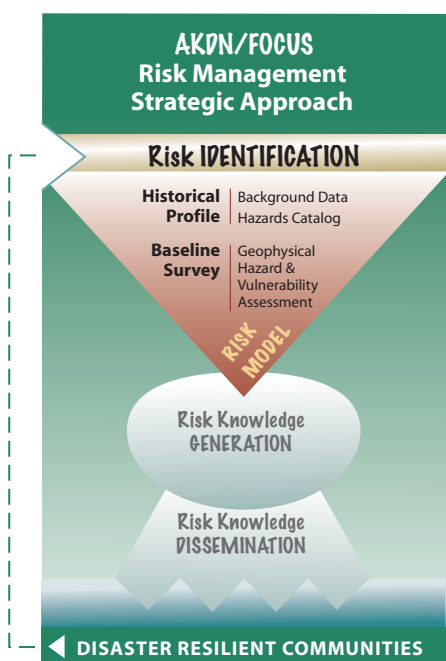 AKDN/FOCUS
Risk Management
Strategic Approach
Risk IDENTIFICATION
Historical Profile
Background Data
Hazards Catalog
Baseline Survey
Geophysical
Hazard &
Vulnerability
Assessment
RISK
MODEL
Risk Knowledge
GENERATION
Risk Knowledge
DISSEMINATION
DISASTER RESILIENT COMMUNITIES